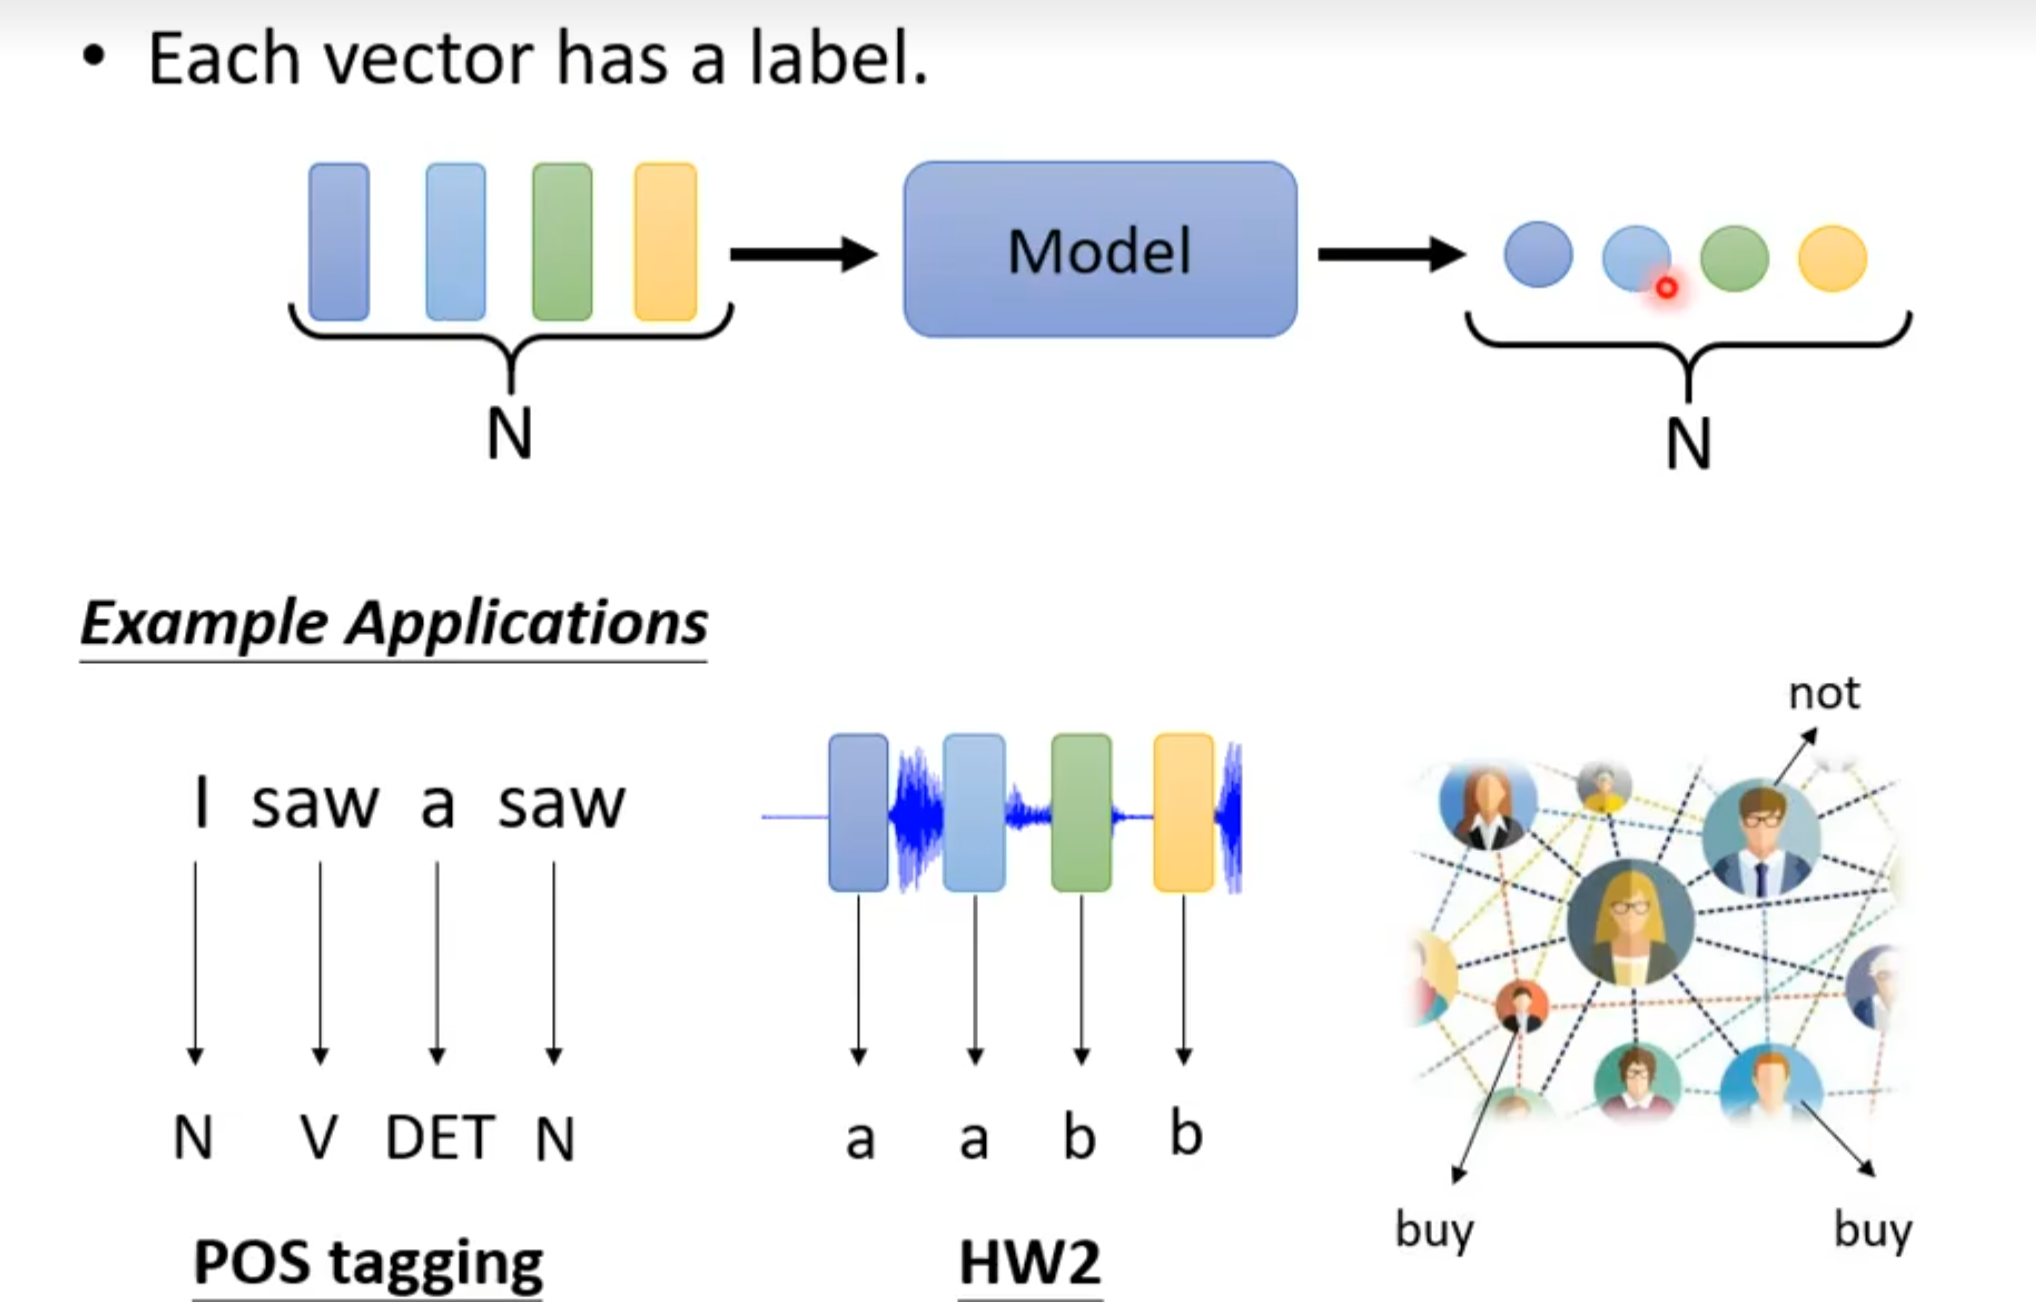 • Each vector has a label.
Model
N
N
Example Applications
not
I saw a saw
N V DET N
a a b b
buy buy
POS tagging
HW2